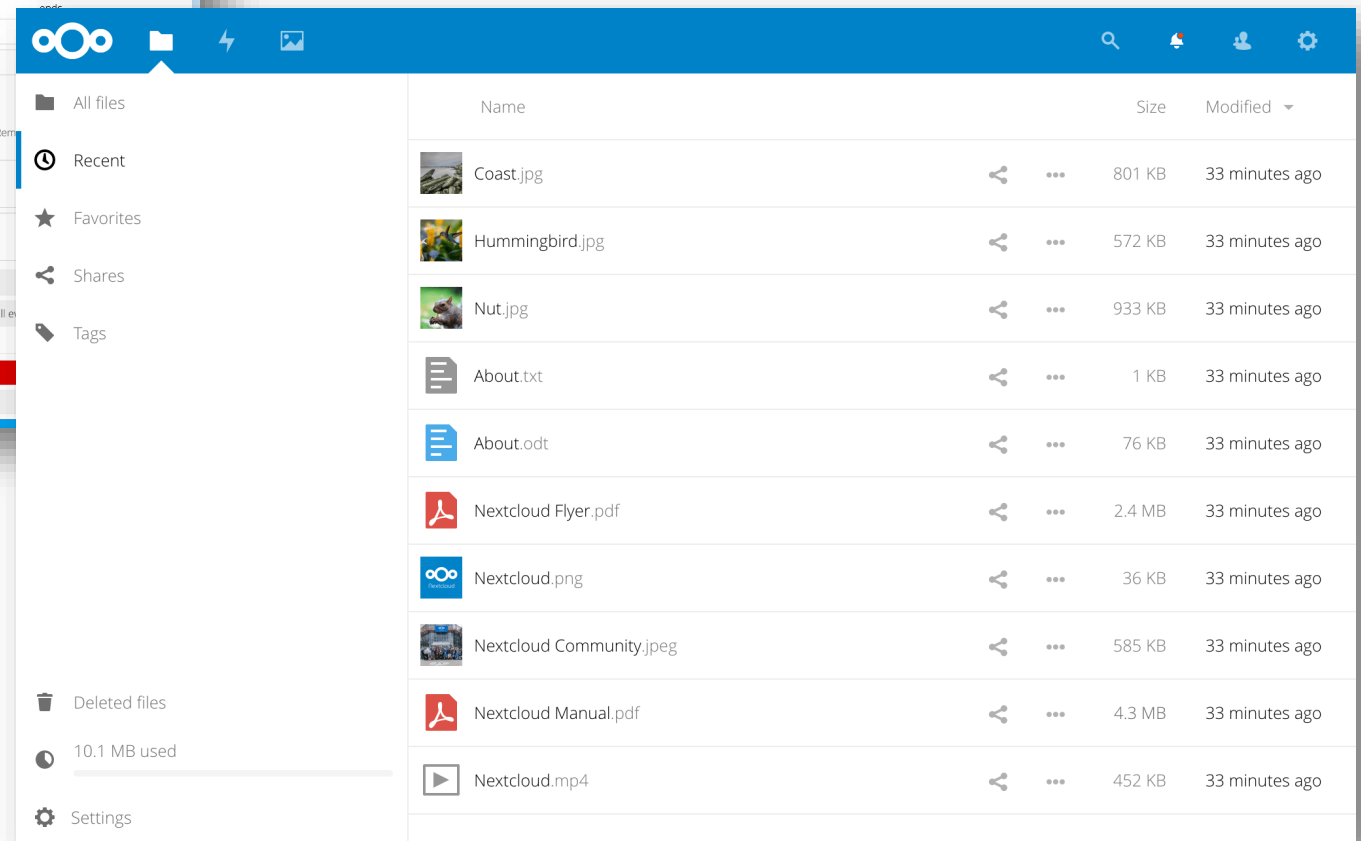 ends
All files
Recent
Favorites
Shares
Tags
Deleted files
10.1 MB used
Settings
Name Size Modified
Coast.jpg 801 KB 33 minutes ago
Hummingbird.jpg 572 KB 33 minutes ago
Nut.jpg 933 KB 33 minutes ago
About.txt 1 KB 33 minutes ago
About.odt 76 KB 33 minutes ago
Nextcloud Flyer.pdf 2.4 MB 33 minutes ago
Nextcloud
Nextcloud.png 36 KB 33 minutes ago
Nextcloud Community.jpeg 585 KB 33 minutes ago
Nextcloud Manual.pdf 4.3 MB 33 minutes ago
Nextcloud.mp4 452 KB 33 minutes ago